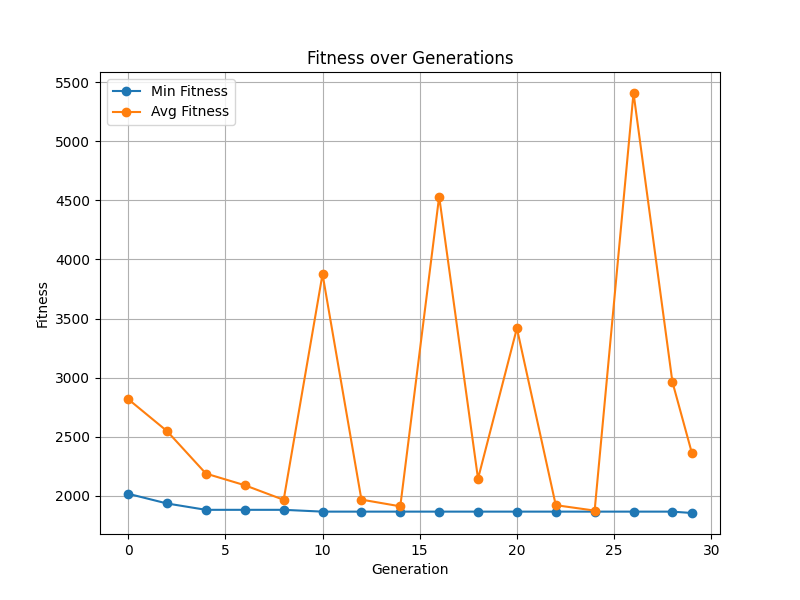 Fitness over Generations
Min Fitness
Avg Fitness
5500
5000
4500
4000
3500
3000
2500
2000
Fitness
0 5 10 15 20 25 30
Generation